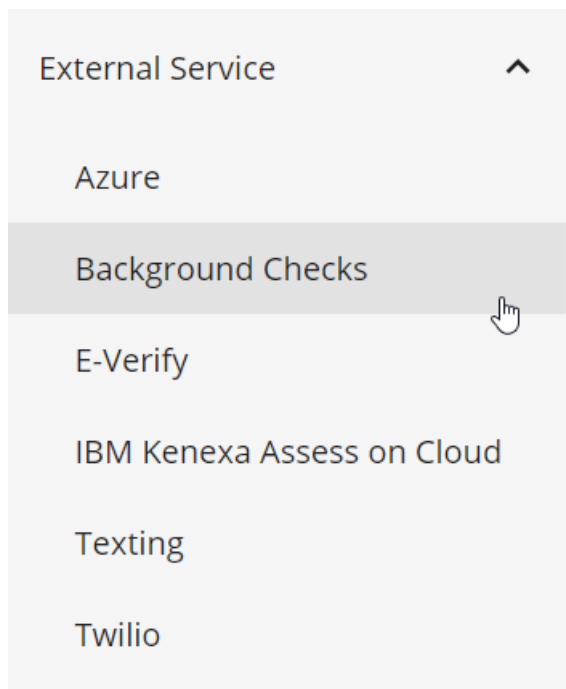 External Service
Azure
Background Checks
E-Verify
IBM Kenexa Assess on Cloud
Texting
Twilio